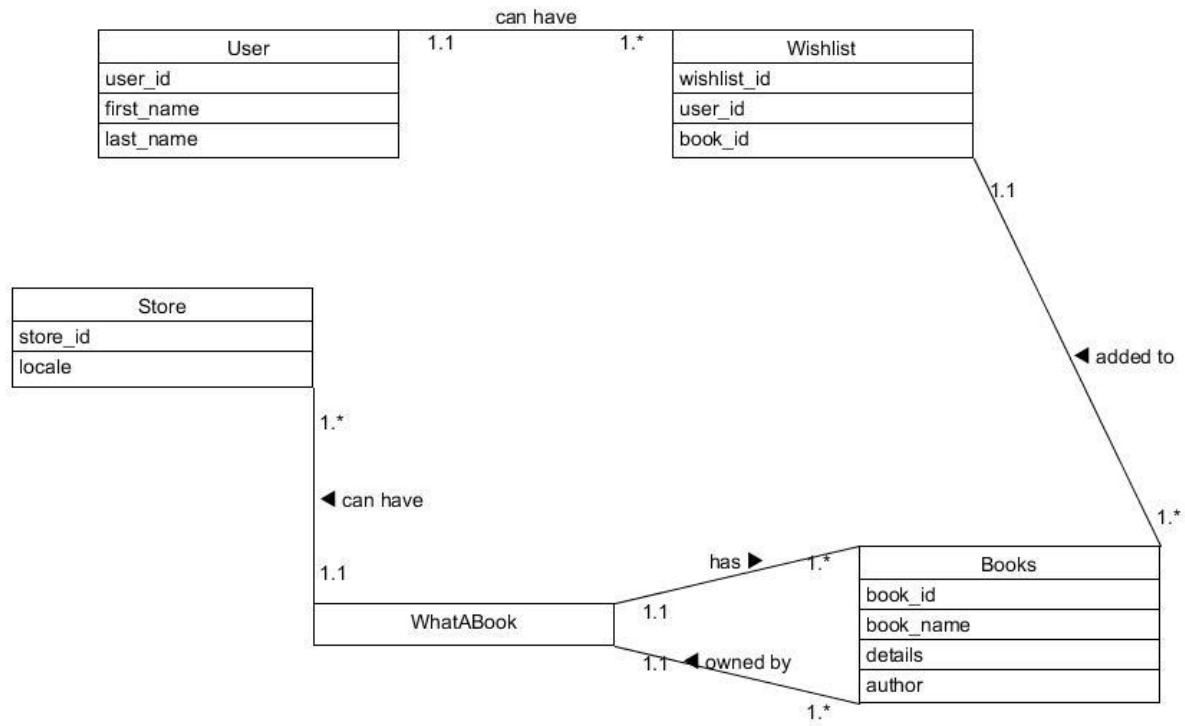 can have
User
1.1
1.*
Wishlist
user_id
first_name
last_name
wishlist_id
user_id
book_id
1.1
Store
store_id
locale
1.*
◀ added to
◀ can have
1.1
1.*
has ▶
1.*
Books
book_id
book_name
details
author
WhatABook
1.1
1.1
◀ owned by
1.*